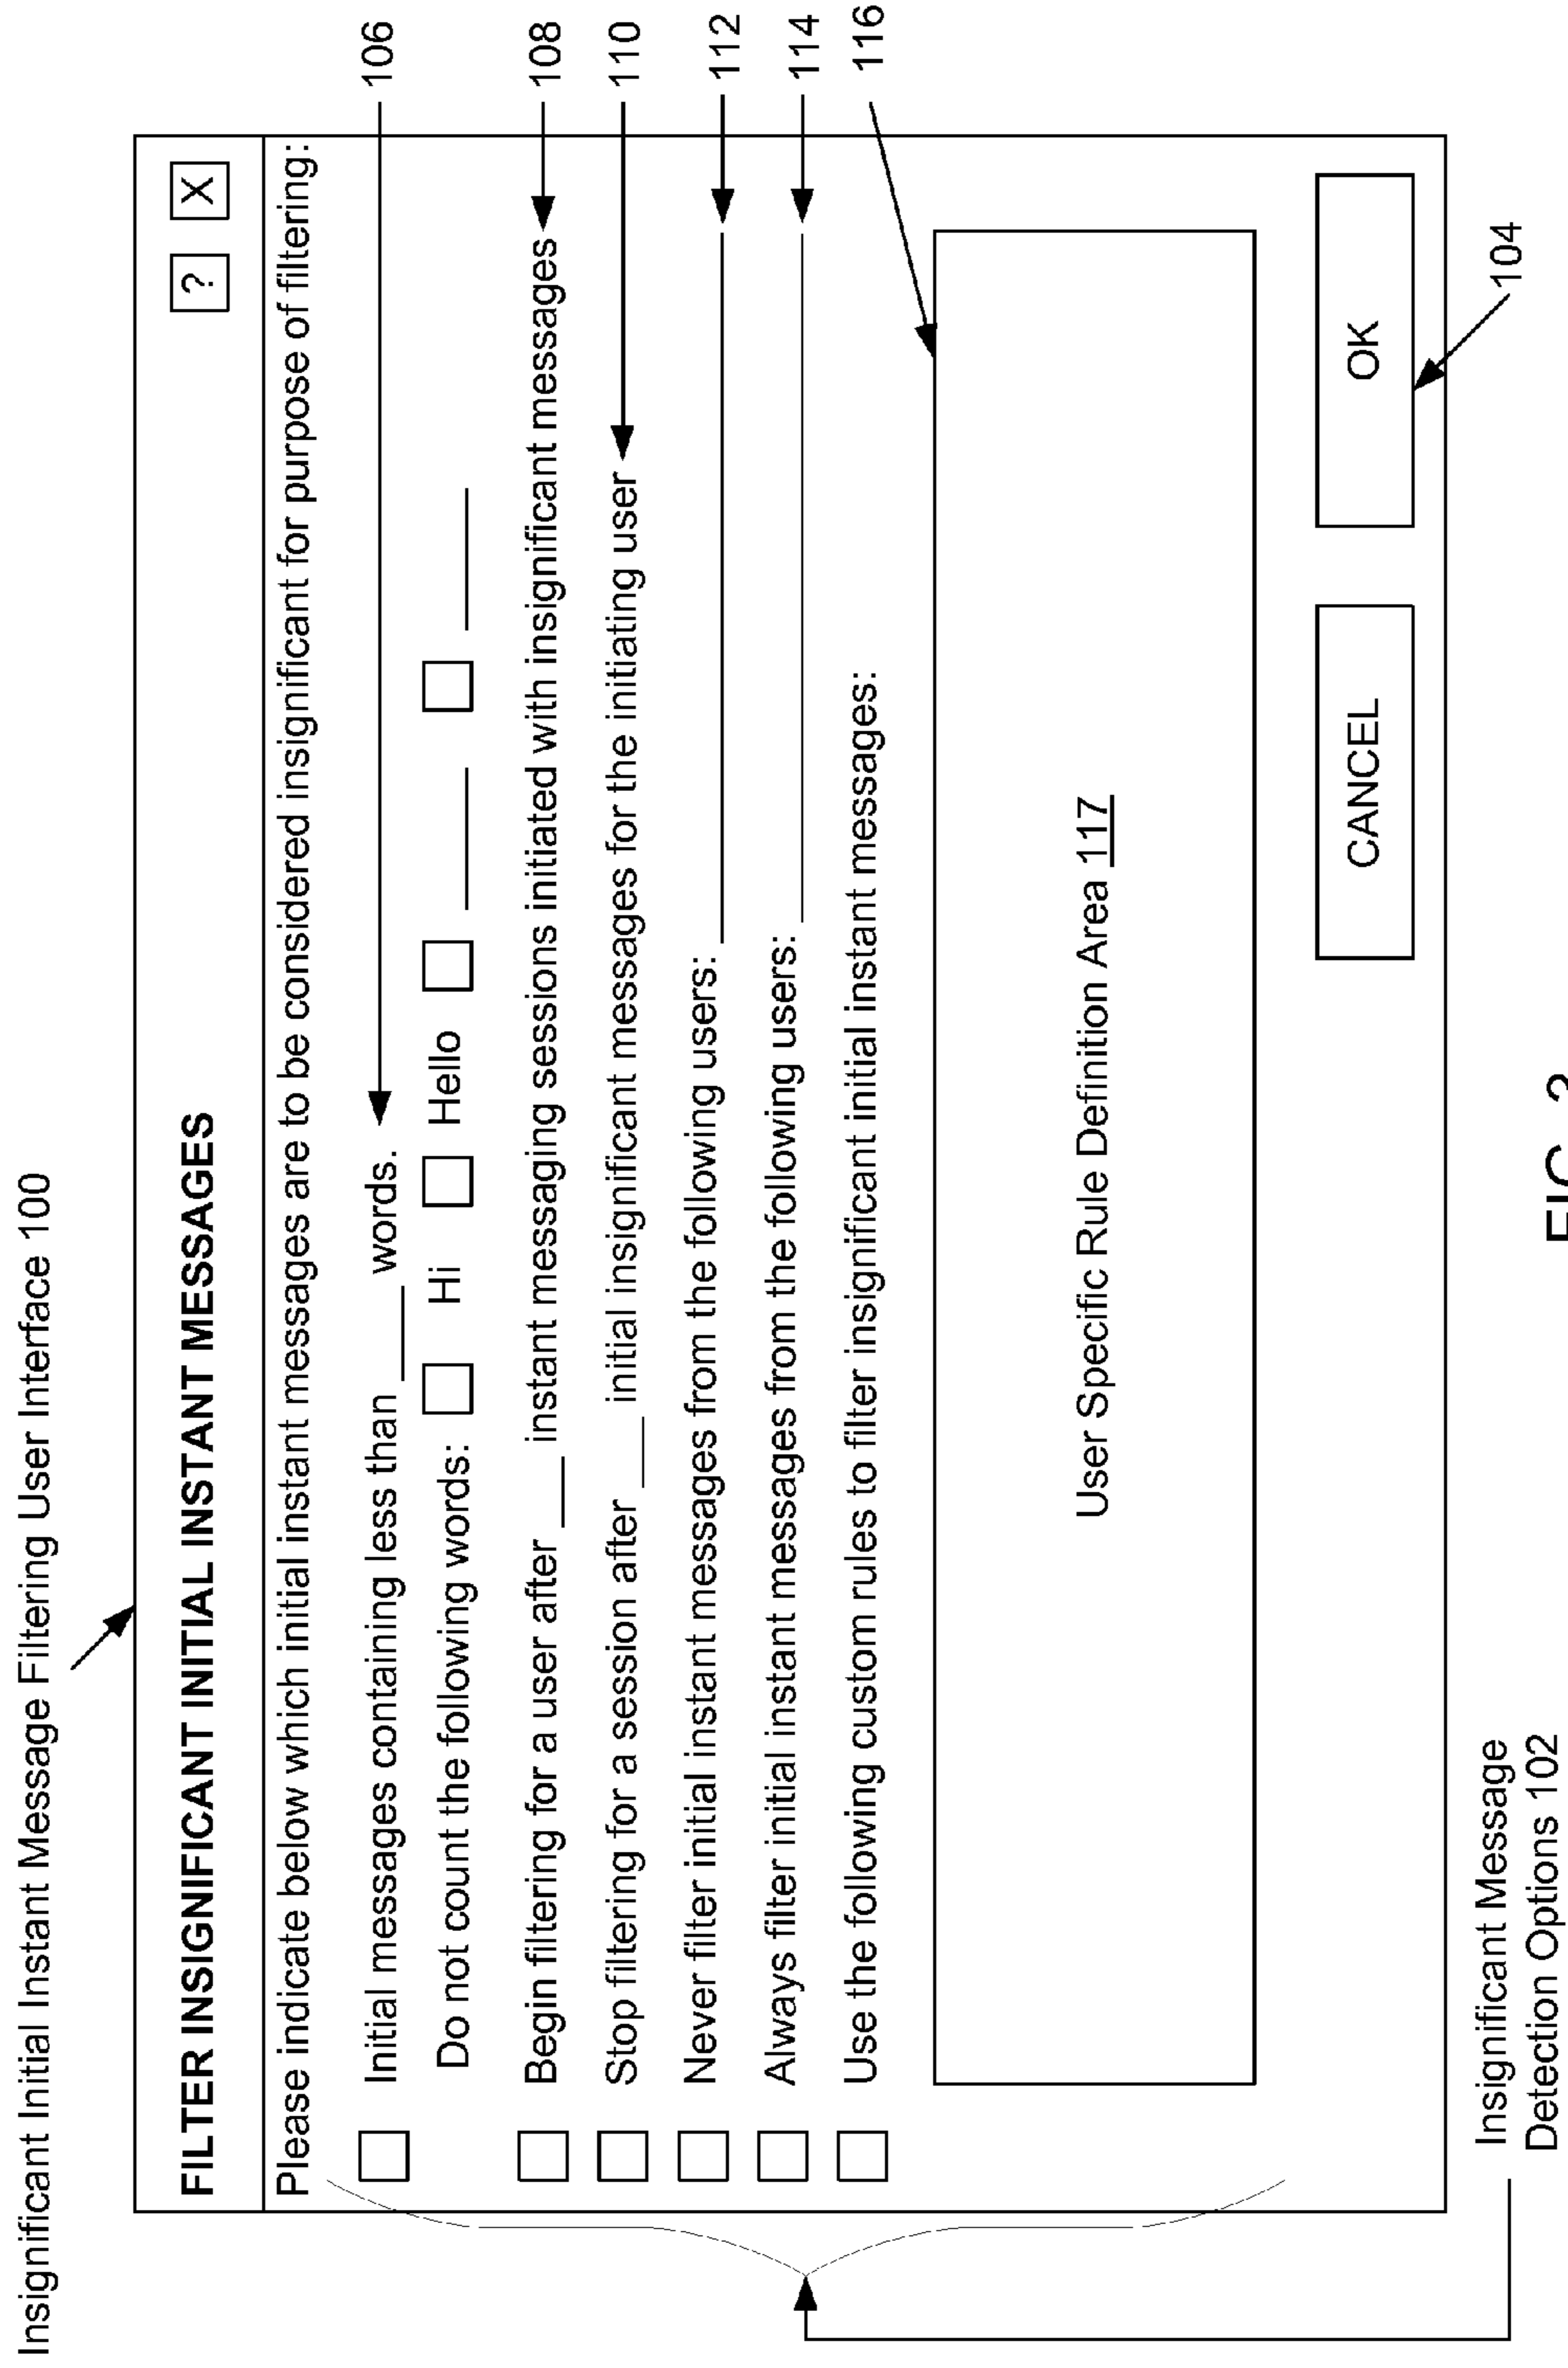 Insignificant Initial Instant Message Filtering User Interface 100
FILTER INSIGNIFICANT INITIAL INSTANT MESSAGES
? X
Please indicate below which initial instant messages are to be considered insignificant for purpose of filtering:
Initial messages containing less than ____ words.
106
Do not count the following words: Hi Hello ______ ______
Begin filtering for a user after ___ instant messaging sessions initiated with insignificant messages
108
Stop filtering for a session after ___ initial insignificant messages for the initiating user
110
Never filter initial instant messages from the following users: ______
112
Always filter initial instant messages from the following users: ______
114
Use the following custom rules to filter insignificant initial instant messages:
116
User Specific Rule Definition Area 117
CANCEL
OK
104
Insignificant Message
Detection Options 102